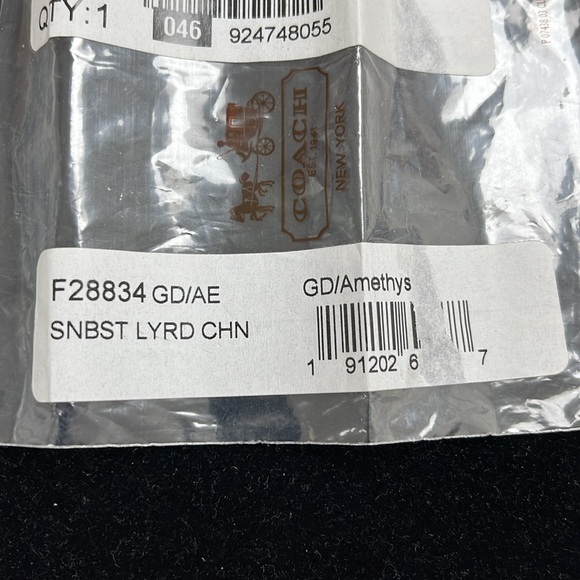 QTY:1
046
924748055
COACH
EST. 1941
NEW YORK
F28834 GD/AE
SNBST LYRD CHN
GD/Amethys
1 91202 6 7